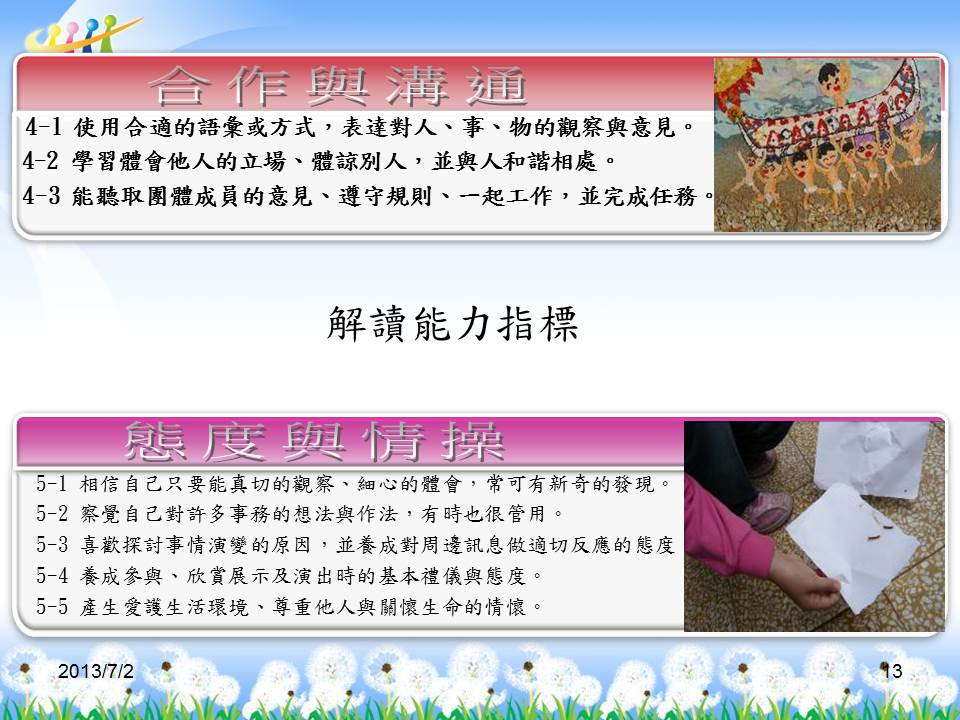 合作與溝通
4-1 使用合適的語彙或方式，表達對人、事、物的觀察與意見。
4-2 學習體會他人的立場、體諒別人，並與人和諧相處。
4-3 能聽取團體成員的意見、遵守規則、一起工作，並完成任務。
解讀能力指標
態度與情操
5-1 相信自己只要能真切的觀察、細心的體會，常可有新奇的發現。
5-2 察覺自己對許多事務的想法與作法，有時也很管用。
5-3 喜歡探討事情演變的原因，並養成對周邊訊息做適切反應的態度
5-4 養成參與、欣賞展示及演出時的基本禮儀與態度。
5-5 產生愛護生活環境、尊重他人與關懷生命的情懷。
2013/7/2
13